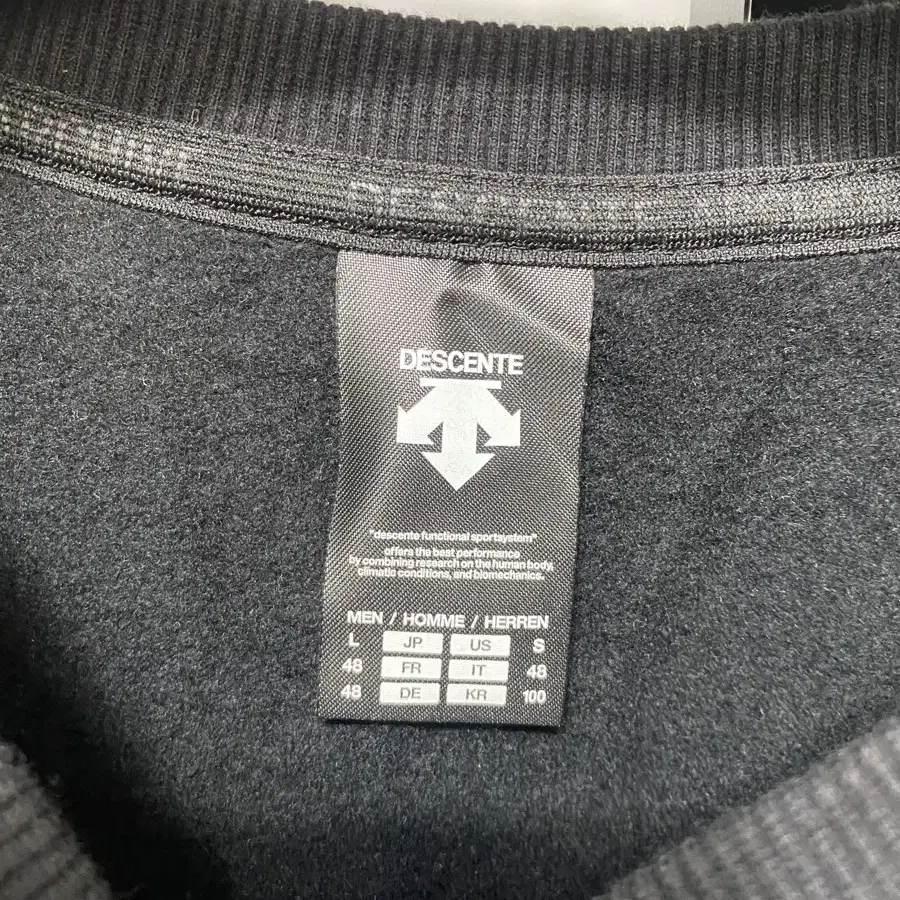 DESCENTE
"descente functional sportsystem"
offers the best performance
by combining research on the human body,
climatic conditions, and biomechanics.
MEN / HOMME / HERREN
L JP US S
48 FR IT 48
48 DE KR 100